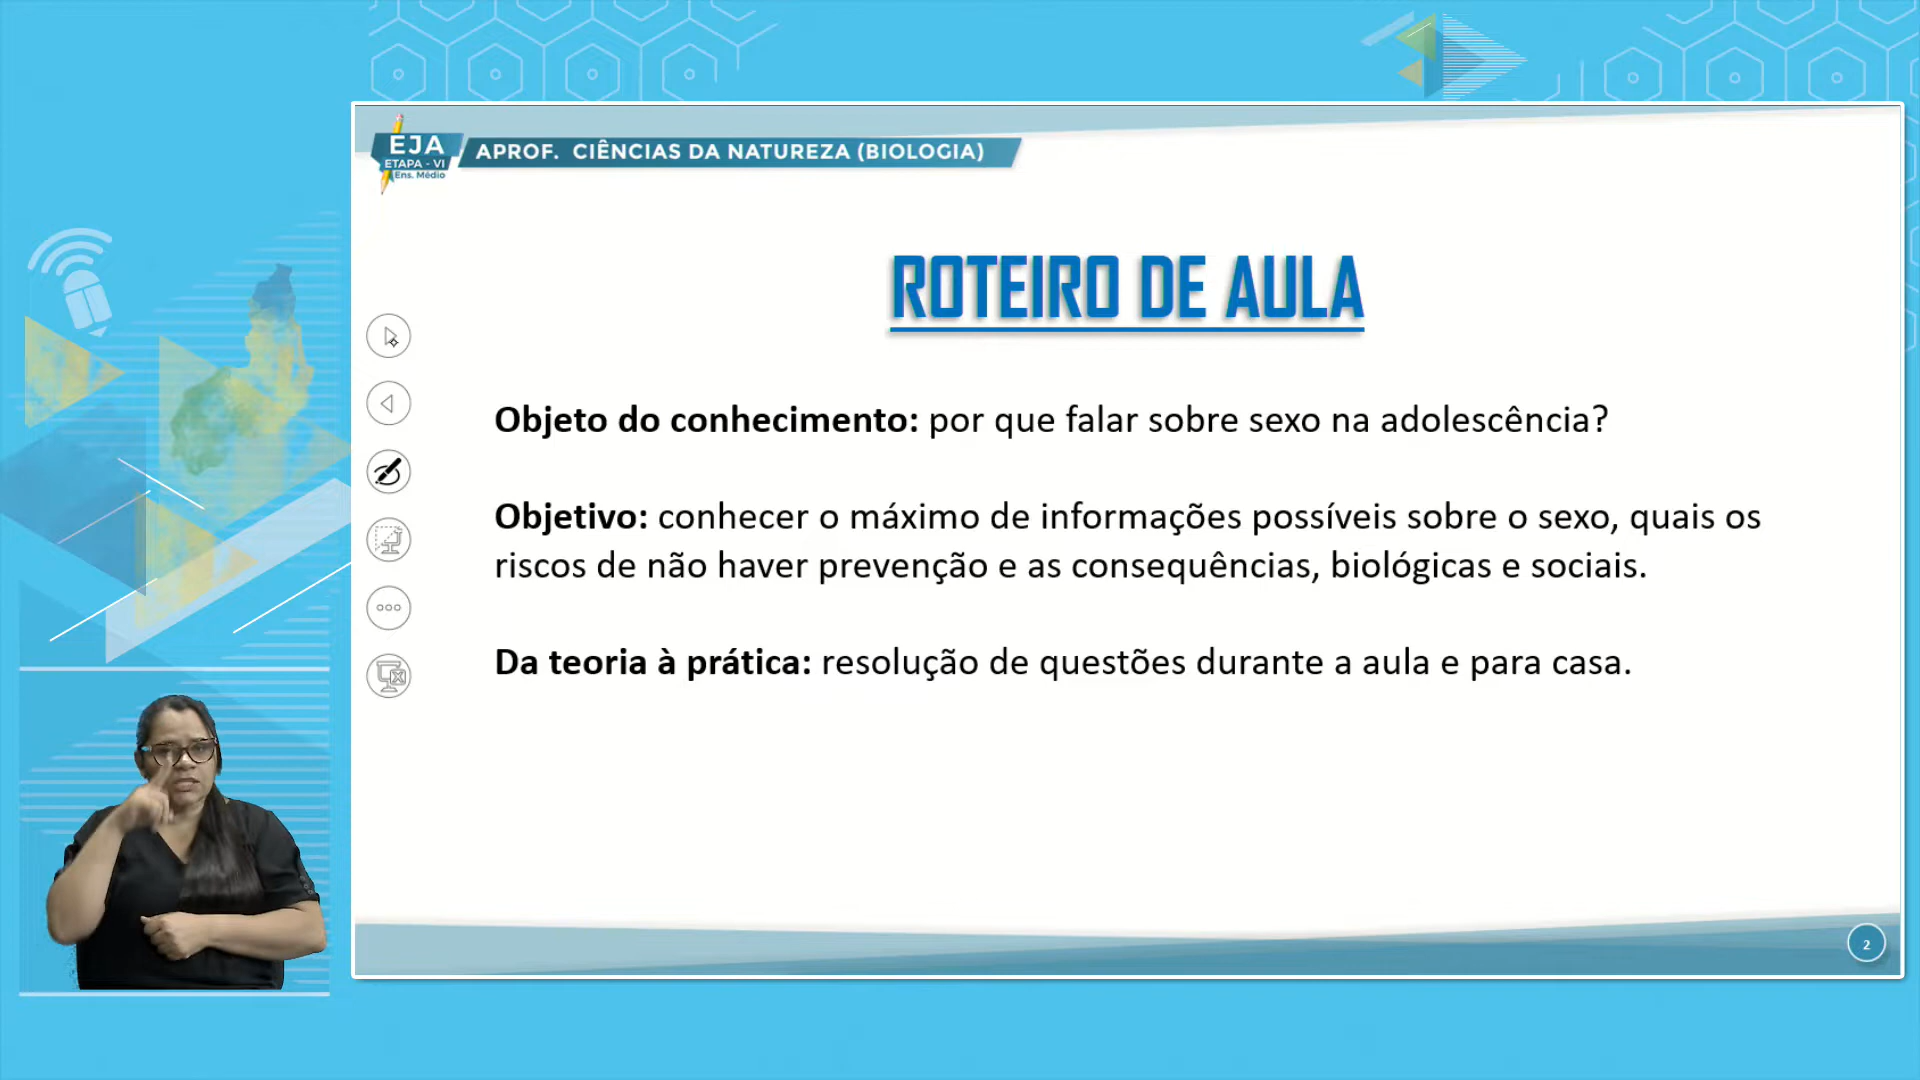 EJA
ETAPA - VI
Ens. Médio
APROF. CIÊNCIAS DA NATUREZA (BIOLOGIA)
ROTEIRO DE AULA
Objeto do conhecimento: por que falar sobre sexo na adolescência?
Objetivo: conhecer o máximo de informações possíveis sobre o sexo, quais os
riscos de não haver prevenção e as consequências, biológicas e sociais.
Da teoria à prática: resolução de questões durante a aula e para casa.
2